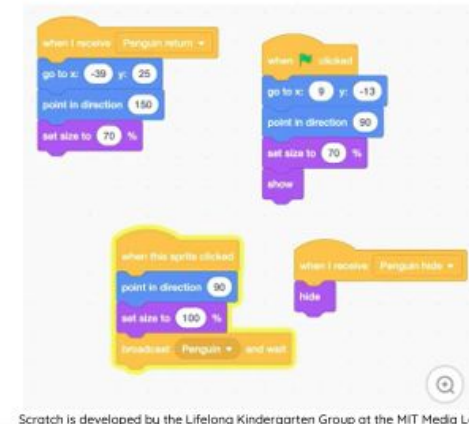 when I receive Penguin return
go to x: -39 y: 25
point in direction 150
set size to 70 %
when clicked
go to x: 9 y: -13
point in direction 90
set size to 70 %
show
when this sprite clicked
point in direction 90
set size to 100 %
broadcast Penguin and wait
when I receive Penguin hide
hide
Scratch is developed by the Lifelong Kindergarten Group at the MIT Media L